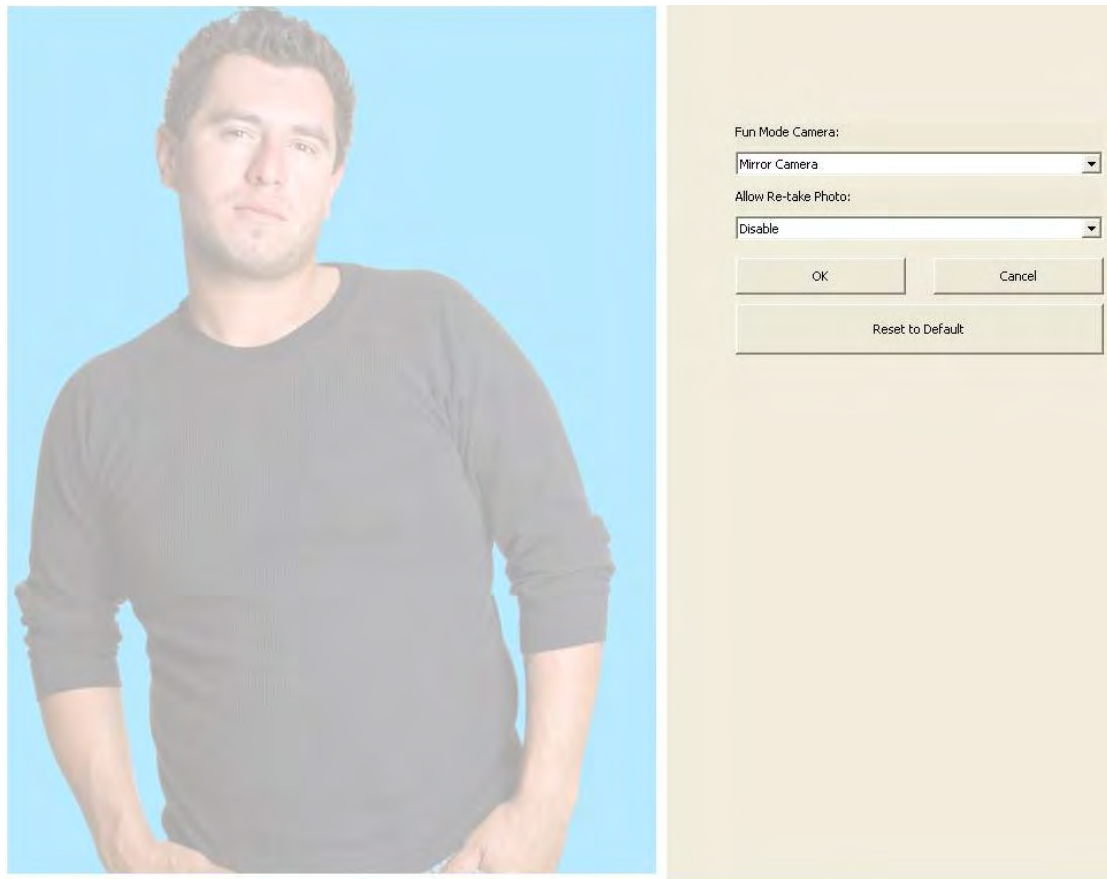 Fun Mode Camera:
Mirror Camera
Allow Re-take Photo:
Disable
OK Cancel
Reset to Default